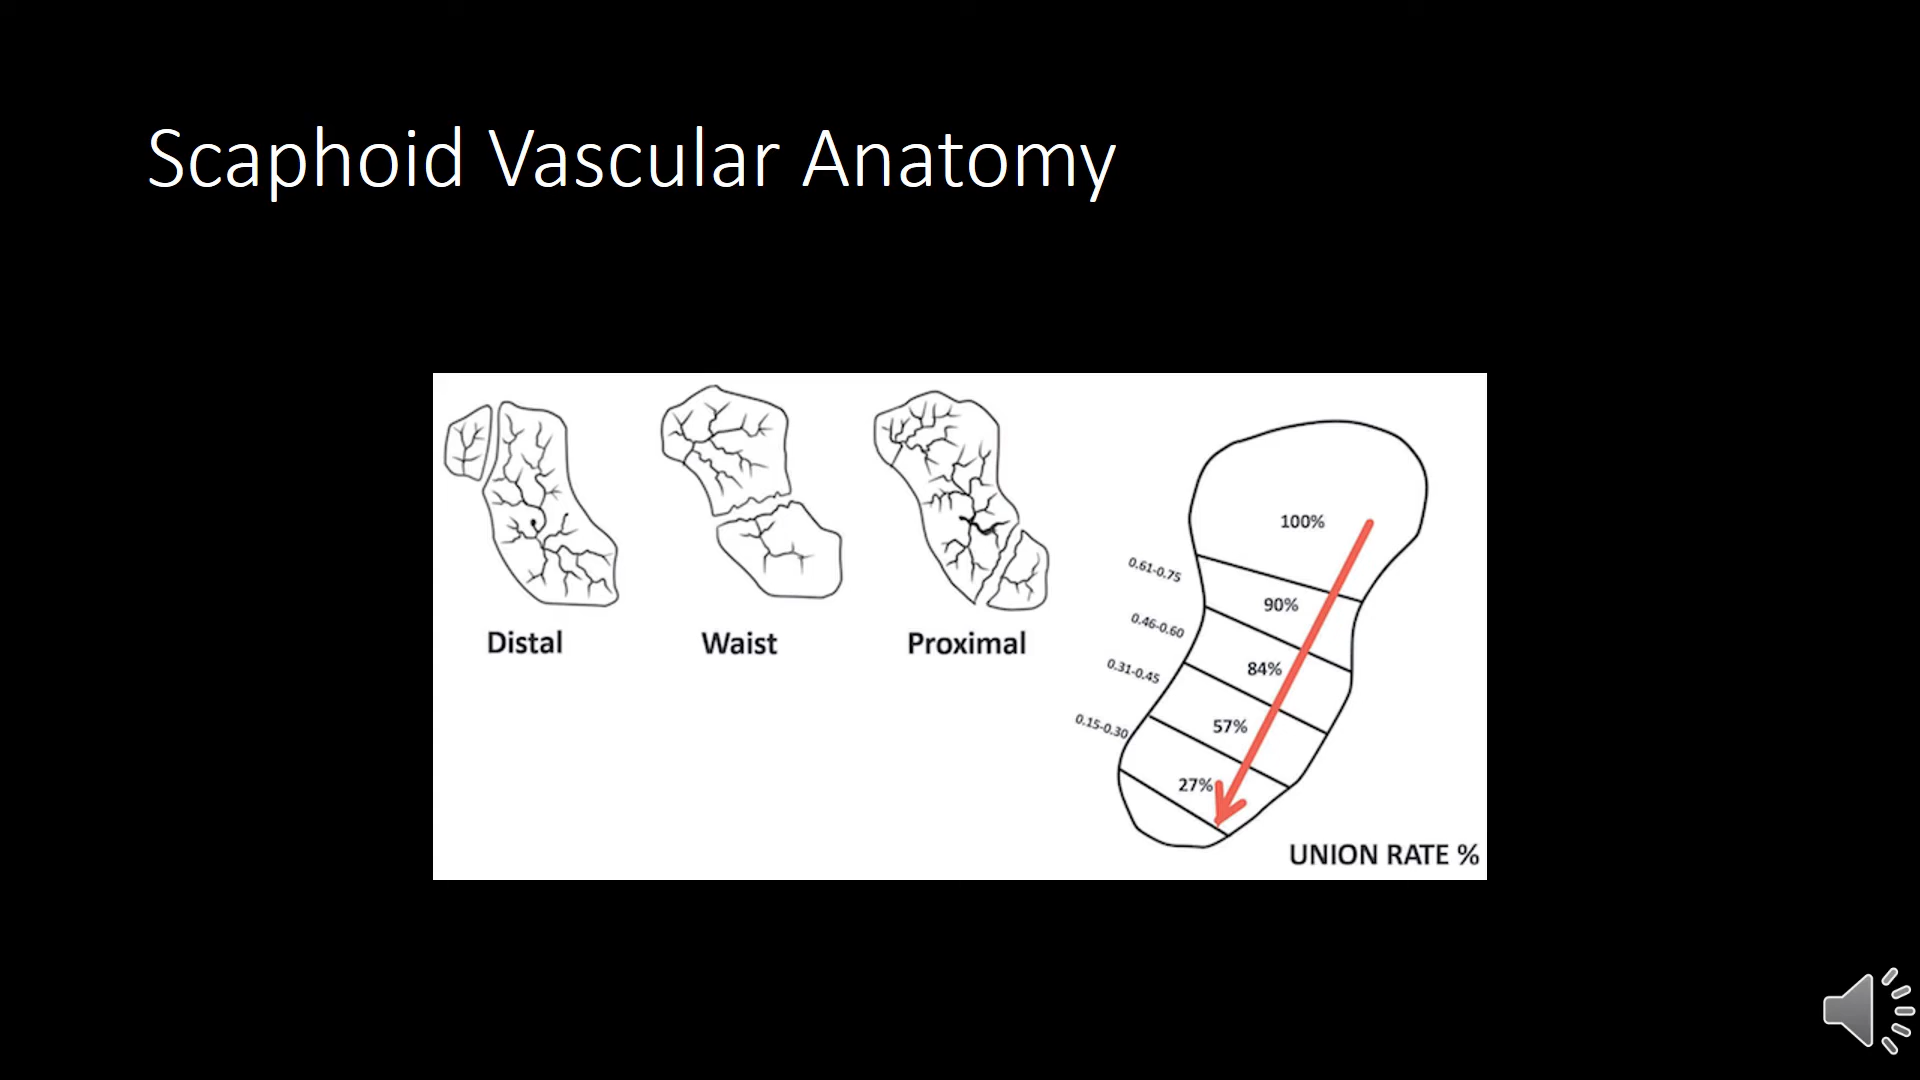 Scaphoid Vascular Anatomy
Distal
Waist
Proximal
100%
0.61-0.75
90%
0.46-0.60
84%
0.31-0.45
57%
0.15-0.30
27%
UNION RATE %